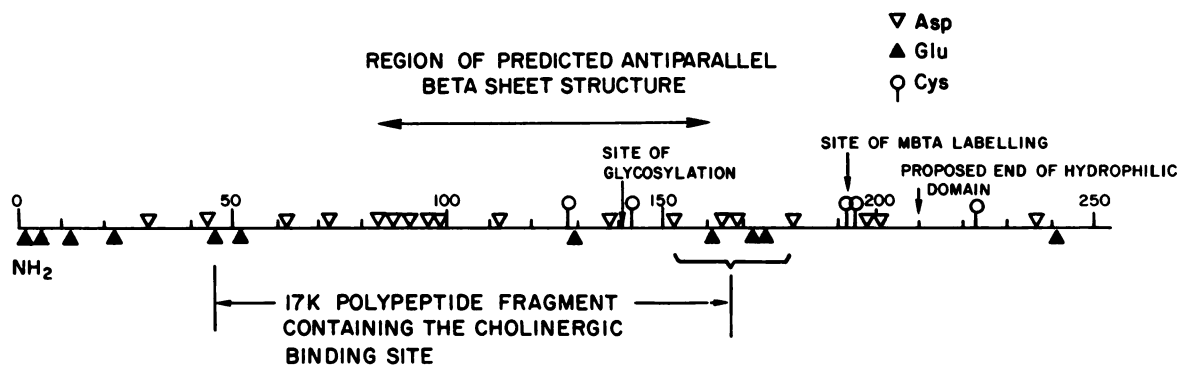 Asp
Glu
Cys
REGION OF PREDICTED ANTIPARALLEL
BETA SHEET STRUCTURE
SITE OF
GLYCOSYLATION
SITE OF MBTA LABELLING
PROPOSED END OF HYDROPHILIC
DOMAIN
0 50 100 150 200 250
NH2
17K POLYPEPTIDE FRAGMENT
CONTAINING THE CHOLINERGIC
BINDING SITE